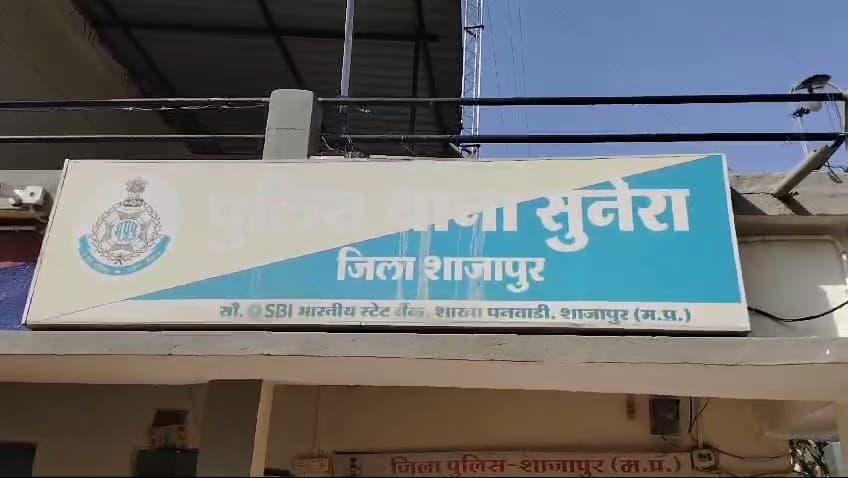 पुलिस थाना सुनेरा
जिला शाजापुर
सौ. SBI भारतीय स्टेट बैंक, शाखा पनवाडी, शाजापुर (म.प्र.)
जिला पुलिस-शाजापुर (म.प्र.)